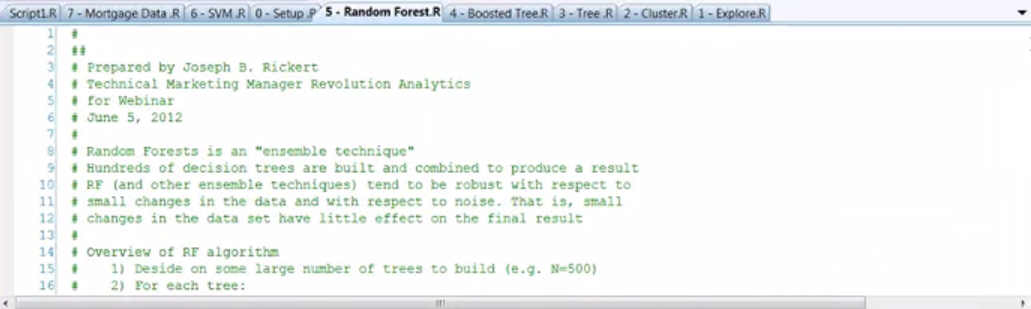 Script1.R 7 - Mortgage Data .R 6 - SVM .R 0 - Setup .R 5 - Random Forest.R 4 - Boosted Tree.R 3 - Tree .R 2 - Cluster.R 1 - Explore.R
1 #
2 ##
3 # Prepared by Joseph B. Rickert
4 # Technical Marketing Manager Revolution Analytics
5 # for Webinar
6 # June 5, 2012
7 #
8 # Random Forests is an "ensemble technique"
9 # Hundreds of decision trees are built and combined to produce a result
10 # RF (and other ensemble techniques) tend to be robust with respect to
11 # small changes in the data and with respect to noise. That is, small
12 # changes in the data set have little effect on the final result
13 #
14 # Overview of RF algorithm
15 # 1) Deside on some large number of trees to build (e.g. N=500)
16 # 2) For each tree: